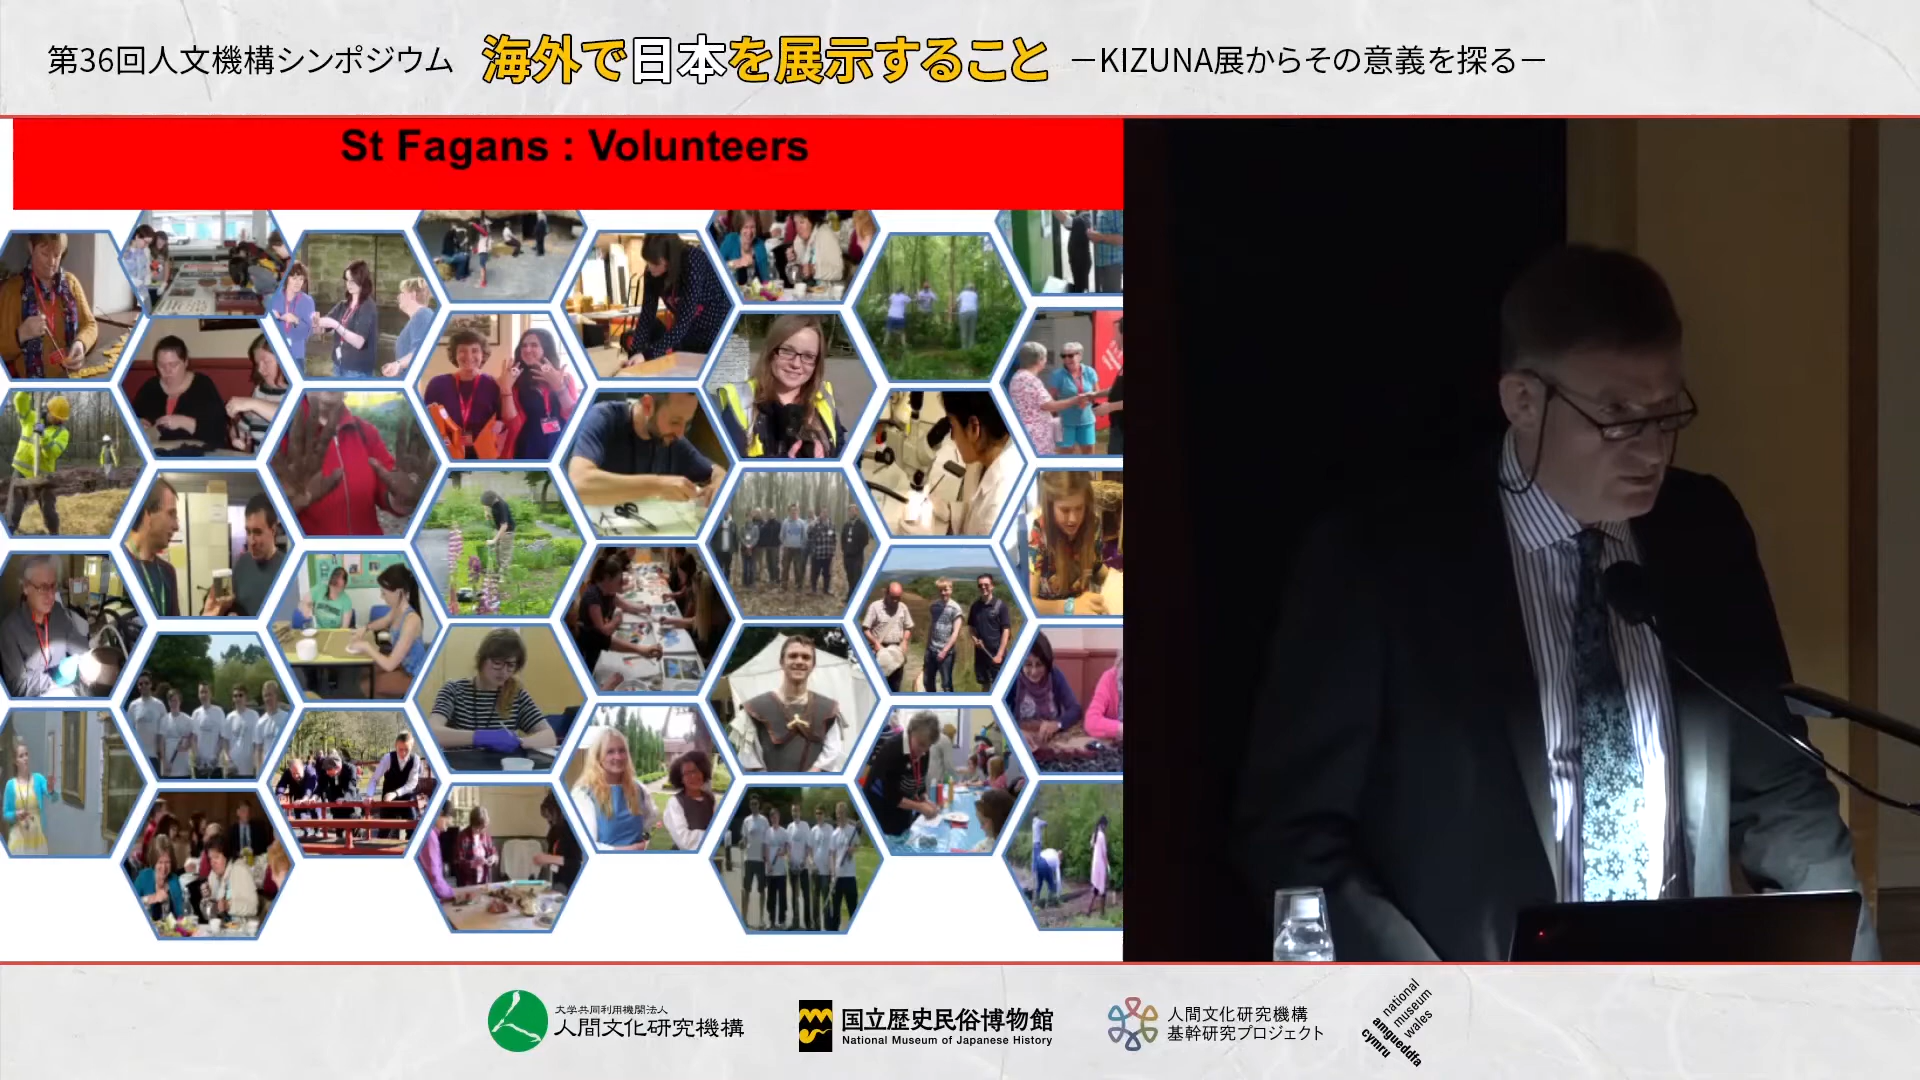 第36回人文機構シンポジウム 海外で日本を展示すること －KIZUNA展からその意義を探る－
St Fagans : Volunteers
大学共同利用機関法人
人間文化研究機構
国立歴史民俗博物館
National Museum of Japanese History
人間文化研究機構
基幹研究プロジェクト
national
museum
wales
amgueddfa
cymru